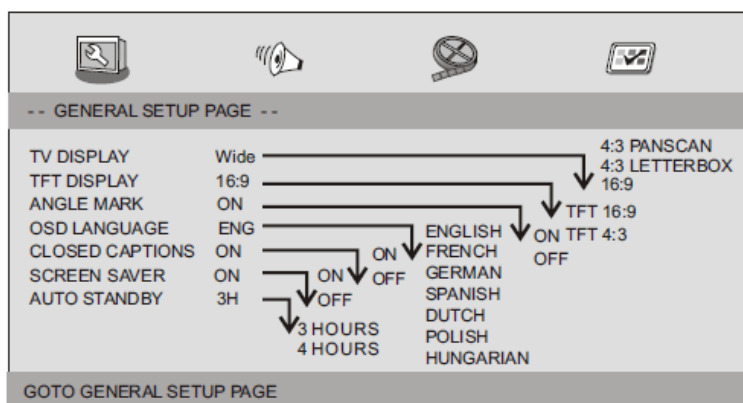 -- GENERAL SETUP PAGE --
TV DISPLAY Wide
TFT DISPLAY 16:9
ANGLE MARK ON
OSD LANGUAGE ENG
CLOSED CAPTIONS ON
SCREEN SAVER ON
AUTO STANDBY 3H
4:3 PANSCAN
4:3 LETTERBOX
16:9
TFT 16:9
TFT 4:3
ON
OFF
ENGLISH
FRENCH
GERMAN
SPANISH
DUTCH
POLISH
HUNGARIAN
ON
OFF
ON
OFF
3 HOURS
4 HOURS
GOTO GENERAL SETUP PAGE